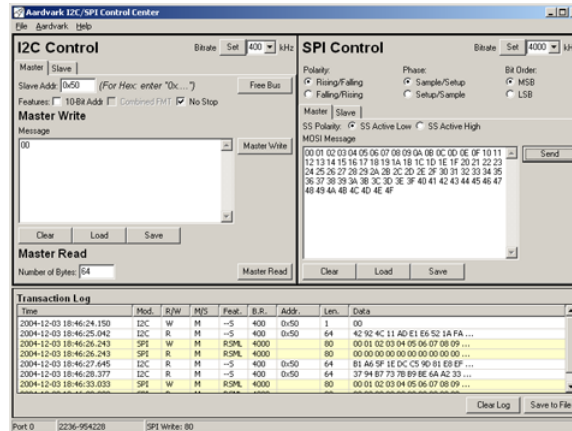 Aardvark I2C/SPI Control Center
File Aardvark Help
I2C Control
Bitrate Set 400 kHz
Master Slave
Slave Addr: 0x50 (For Hex: enter "0x....") Free Bus
Features: 10-Bit Addr Combined FMT No Stop
Master Write
Message
00
Master Write
Clear Load Save
Master Read
Number of Bytes: 64 Master Read
SPI Control
Bitrate Set 4000 kH
Polarity: Phase: Bit Order:
Rising/Falling Sample/Setup MSB
Falling/Rising Setup/Sample LSB
Master Slave
SS Polarity: SS Active Low SS Active High
MOSI Message
00 01 02 03 04 05 06 07 08 09 0A 0B 0C 0D 0E 0F 10 11
12 13 14 15 16 17 18 19 1A 1B 1C 1D 1E 1F 20 21 22 23
24 25 26 27 28 29 2A 2B 2C 2D 2E 2F 30 31 32 33 34 35
36 37 38 39 3A 3B 3C 3D 3E 3F 40 41 42 43 44 45 46 47
48 49 4A 4B 4C 4D 4E 4F
Send
Clear Load Save
Transaction Log
Time Mod. R/W M/S Feat. B.R. Addr. Len. Data
2004-12-03 18:46:24.150 I2C W M --S 400 0x50 1 00
2004-12-03 18:46:25.042 I2C R M --S 400 0x50 64 42 92 4C 11 AD E1 E6 52 1A FA ...
2004-12-03 18:46:26.243 SPI W M RSML 4000 80 00 01 02 03 04 05 06 07 08 09 ...
2004-12-03 18:46:26.243 SPI R M RSML 4000 80 00 00 00 00 00 00 00 00 00 00 ...
2004-12-03 18:46:27.645 I2C R M --S 400 0x50 64 B1 A6 5F 1E DC C5 9D 81 E8 EF ...
2004-12-03 18:46:28.377 I2C R M --S 400 0x50 64 37 94 B7 73 7B B9 BE 6A A2 33 ...
2004-12-03 18:46:33.033 SPI W M RSML 4000 80 00 01 02 03 04 05 06 07 08 09 ...
Clear Log Save to File
Port 0 2236-954228 SPI Write: 80